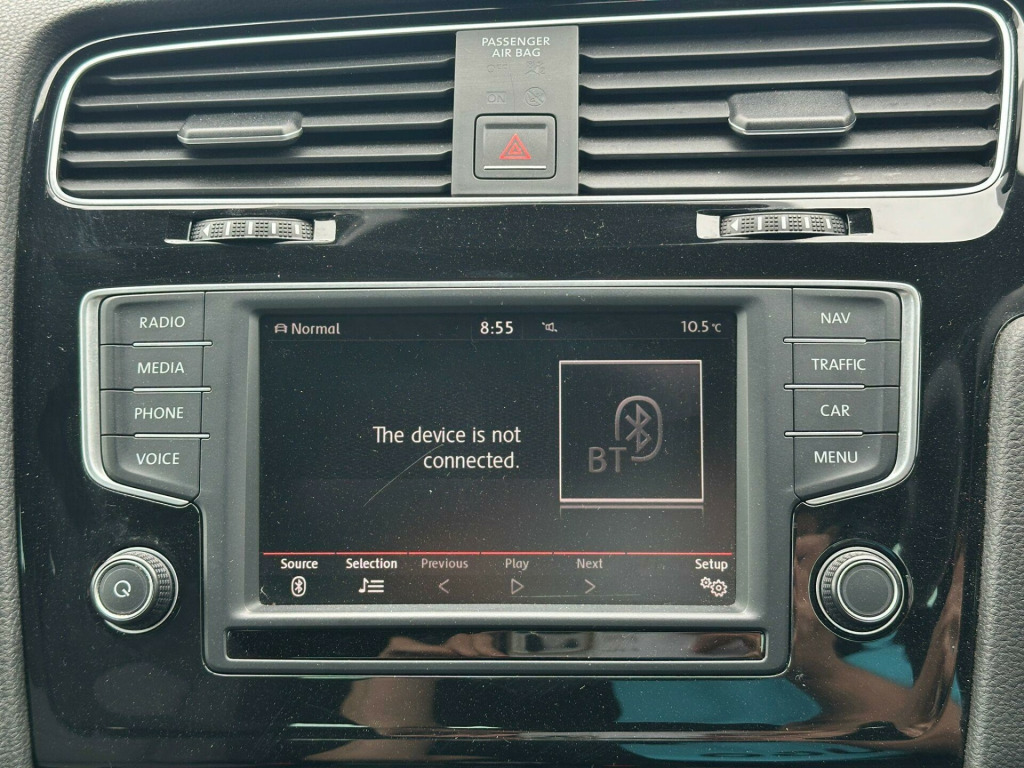 PASSENGER
AIR BAG
ON
RADIO
MEDIA
PHONE
VOICE
NAV
TRAFFIC
CAR
MENU
Normal
8:55
10.5 °C
The device is not
connected.
BT
Source
Selection
Previous
Play
Next
Setup